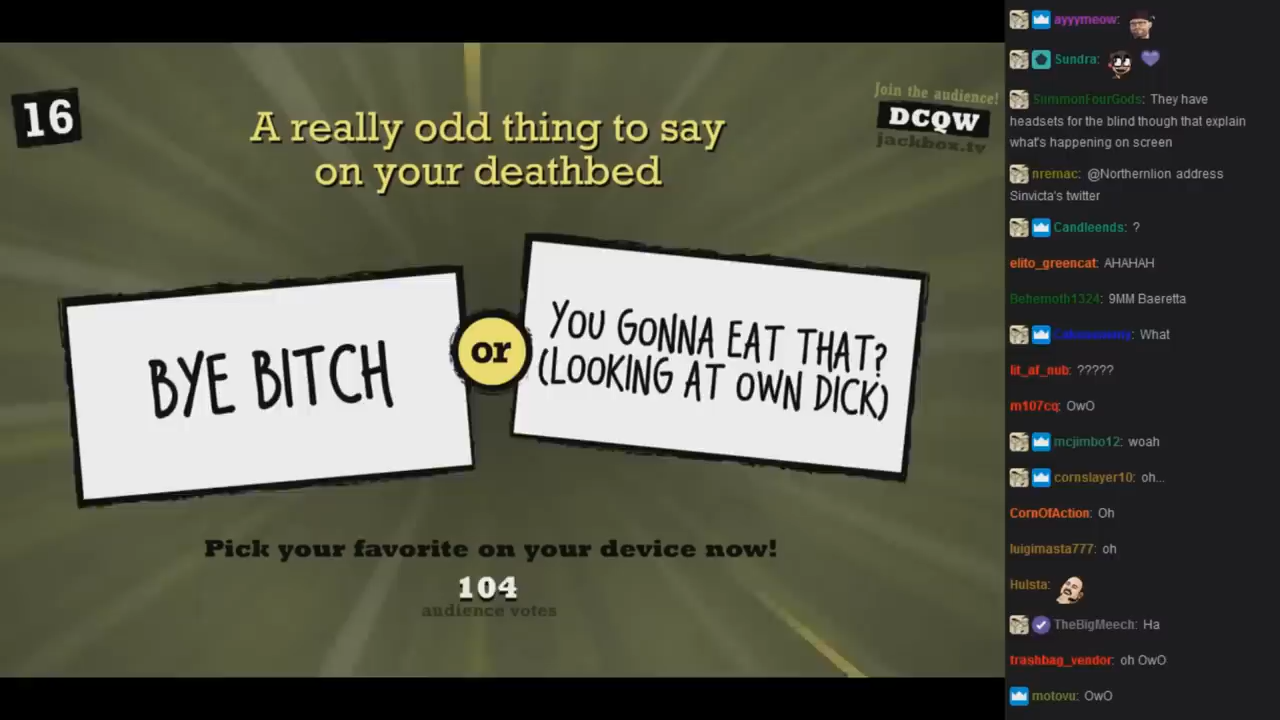 16
A really odd thing to say
on your deathbed
Join the audience!
DCQW
jackbox.tv
BYE BITCH
or
YOU GONNA EAT THAT?
(LOOKING AT OWN DICK)
Pick your favorite on your device now!
104
audience votes
ayyymeow:
Sundra:
SummonFourGods: They have
headsets for the blind though that explain
what's happening on screen
nremac: @Northernlion address
Sinvicta's twitter
Candleends: ?
elito_greencat: AHAHAH
Behemoth1324: 9MM Baeretta
What
lit_af_nub: ?????
m107cq: OwO
mcjimbo12: woah
cornslayer10: oh...
CornOfAction: Oh
luigimasta777: oh
Hulsta:
TheBigMeech: Ha
trashbag_vendor: oh OwO
motovu: OwO